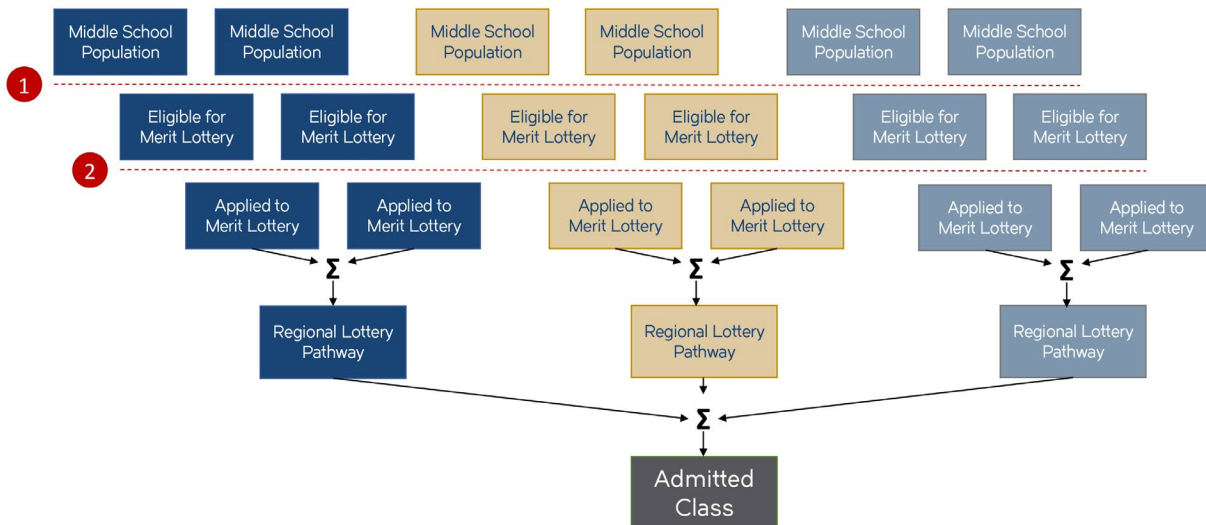 Middle School
Population
Middle School
Population
Middle School
Population
Middle School
Population
Middle School
Population
Middle School
Population
1
Eligible for
Merit Lottery
Eligible for
Merit Lottery
Eligible for
Merit Lottery
Eligible for
Merit Lottery
Eligible for
Merit Lottery
Eligible for
Merit Lottery
2
Applied to
Merit Lottery
Applied to
Merit Lottery
Applied to
Merit Lottery
Applied to
Merit Lottery
Applied to
Merit Lottery
Applied to
Merit Lottery
Σ
Σ
Σ
Regional Lottery
Pathway
Regional Lottery
Pathway
Regional Lottery
Pathway
Σ
Admitted
Class